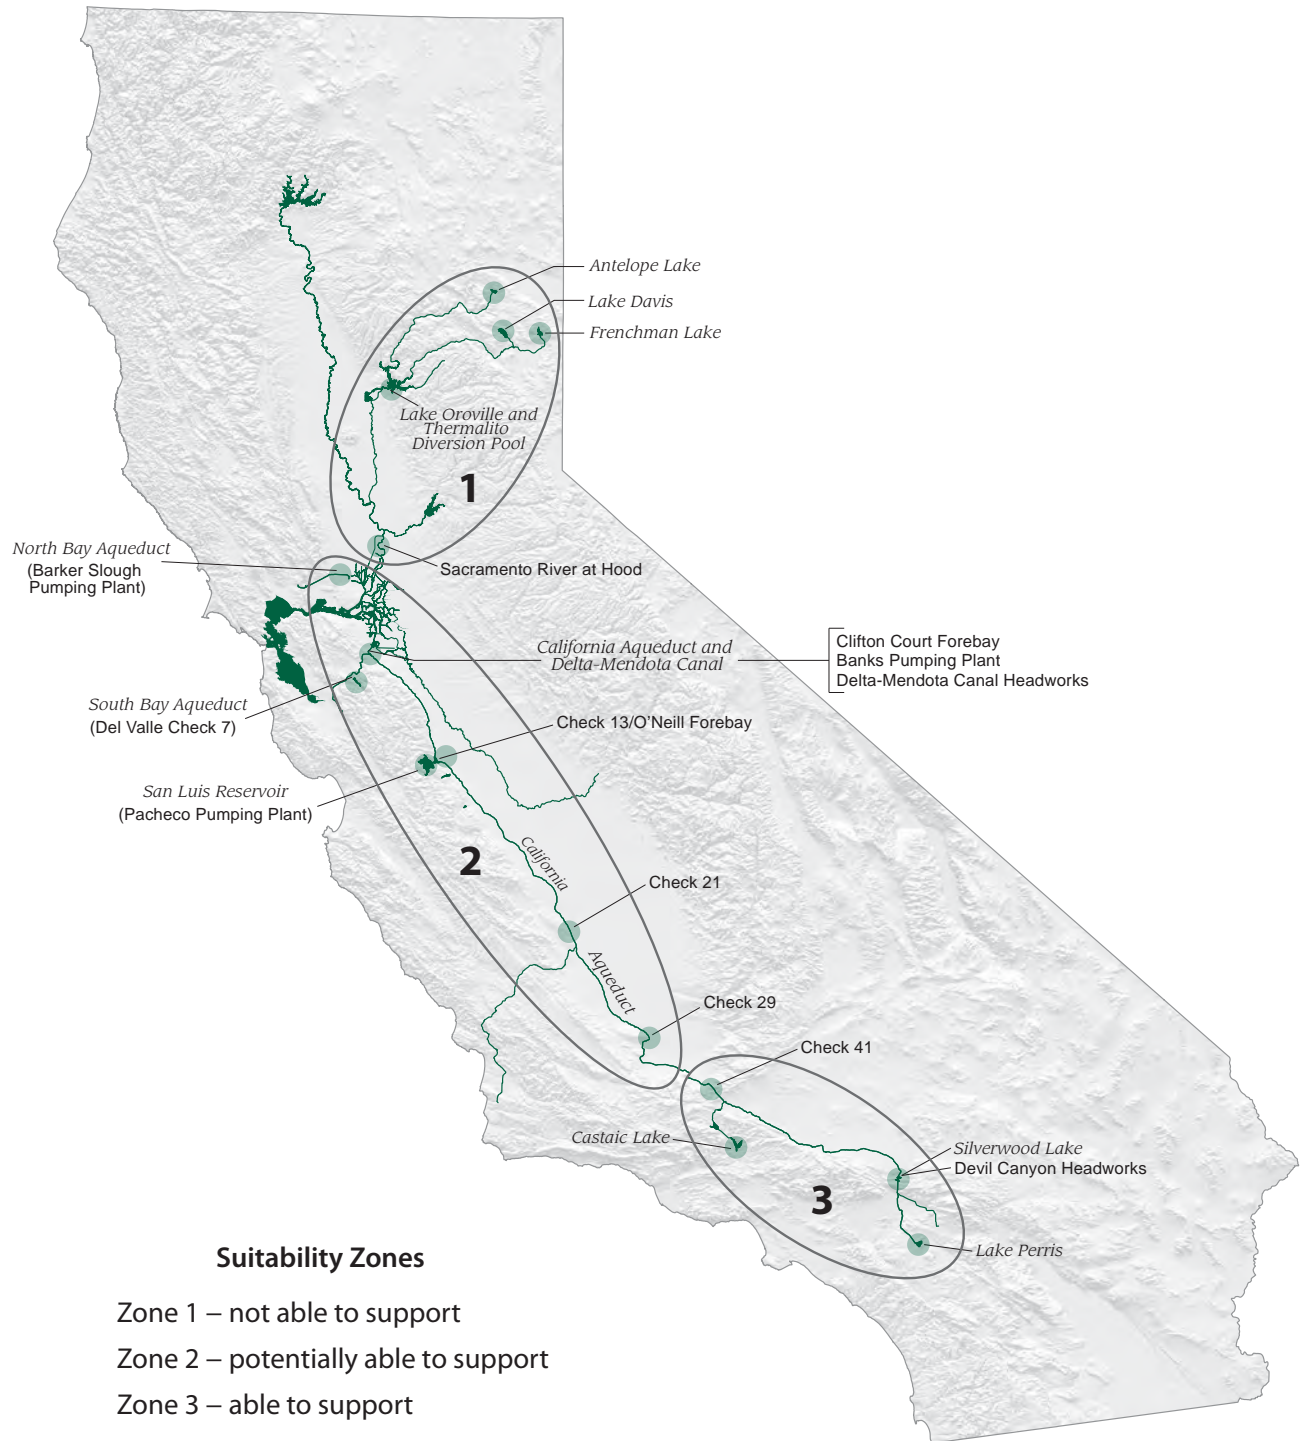 Antelope Lake
Lake Davis
Frenchman Lake
Lake Oroville and
Thermalito
Diversion Pool
1
North Bay Aqueduct
(Barker Slough
Pumping Plant)
Sacramento River at Hood
California Aqueduct and
Delta-Mendota Canal
Clifton Court Forebay
Banks Pumping Plant
Delta-Mendota Canal Headworks
South Bay Aqueduct
(Del Valle Check 7)
Check 13/O’Neill Forebay
San Luis Reservoir
(Pacheco Pumping Plant)
2
California
Aqueduct
Check 21
Check 29
Check 41
Castaic Lake
Silverwood Lake
Devil Canyon Headworks
3
Lake Perris
Suitability Zones
Zone 1 – not able to support
Zone 2 – potentially able to support
Zone 3 – able to support